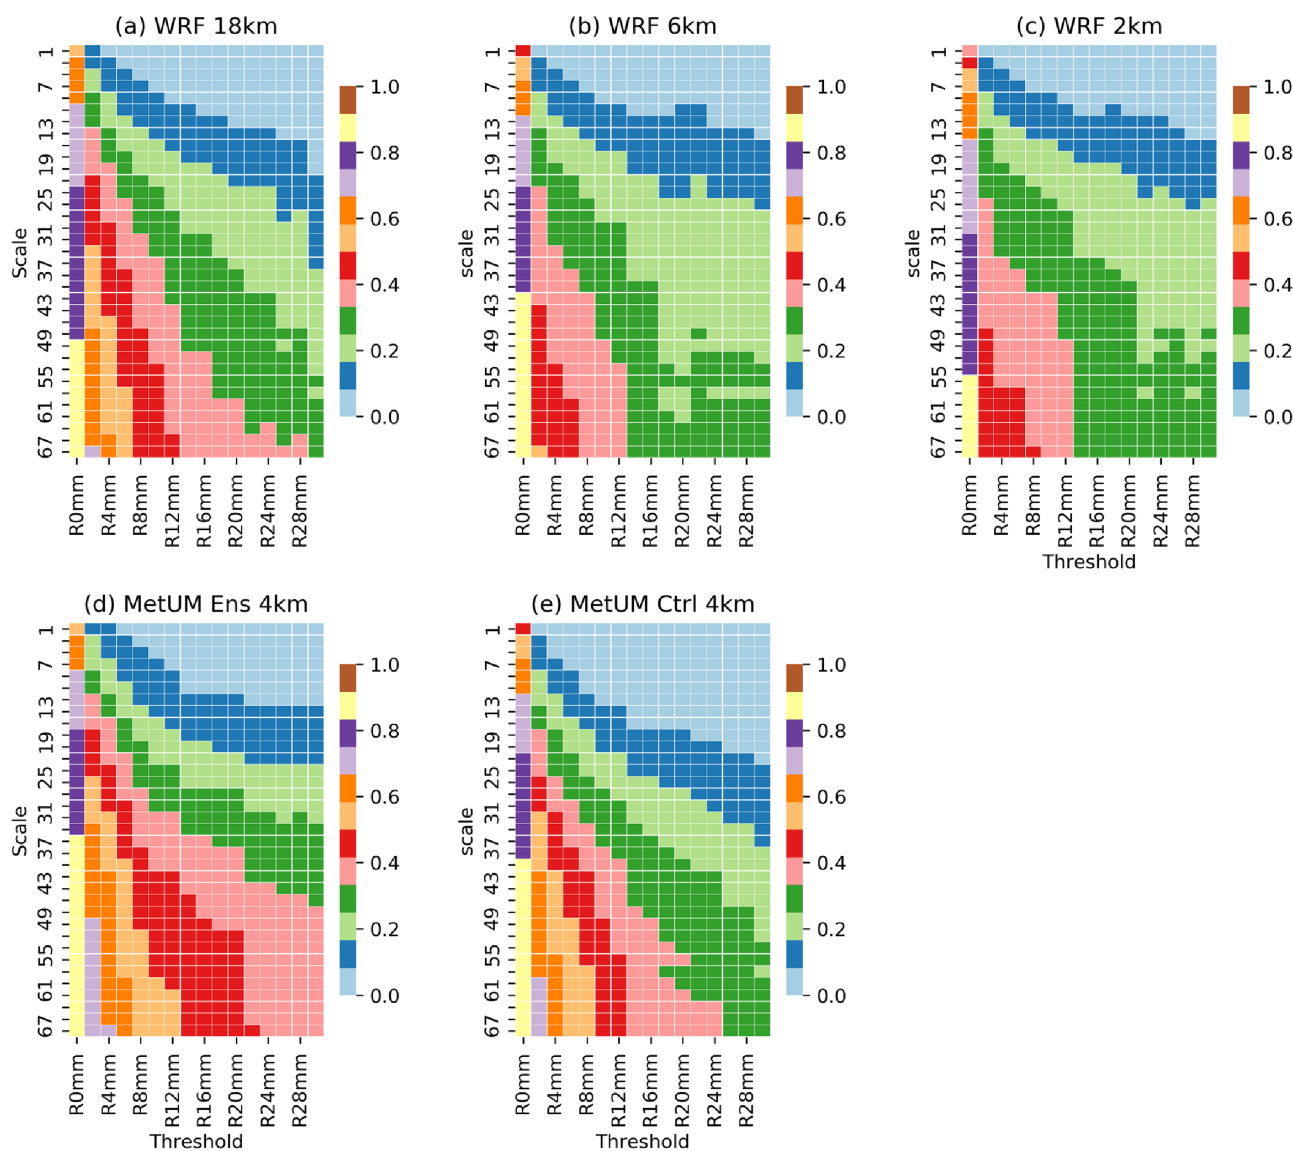 (a) WRF 18km
1
7
13
19
25
31
37
43
49
55
61
67
Scale
R0mm
R4mm
R8mm
R12mm
R16mm
R20mm
R24mm
R28mm
1.0
0.8
0.6
0.4
0.2
0.0
(b) WRF 6km
1
7
13
19
25
31
37
43
49
55
61
67
scale
R0mm
R4mm
R8mm
R12mm
R16mm
R20mm
R24mm
R28mm
1.0
0.8
0.6
0.4
0.2
0.0
(c) WRF 2km
1
7
13
19
25
31
37
43
49
55
61
67
scale
R0mm
R4mm
R8mm
R12mm
R16mm
R20mm
R24mm
R28mm
Threshold
1.0
0.8
0.6
0.4
0.2
0.0
(d) MetUM Ens 4km
1
7
13
19
25
31
37
43
49
55
61
67
Scale
R0mm
R4mm
R8mm
R12mm
R16mm
R20mm
R24mm
R28mm
Threshold
1.0
0.8
0.6
0.4
0.2
0.0
(e) MetUM Ctrl 4km
1
7
13
19
25
31
37
43
49
55
61
67
scale
R0mm
R4mm
R8mm
R12mm
R16mm
R20mm
R24mm
R28mm
Threshold
1.0
0.8
0.6
0.4
0.2
0.0